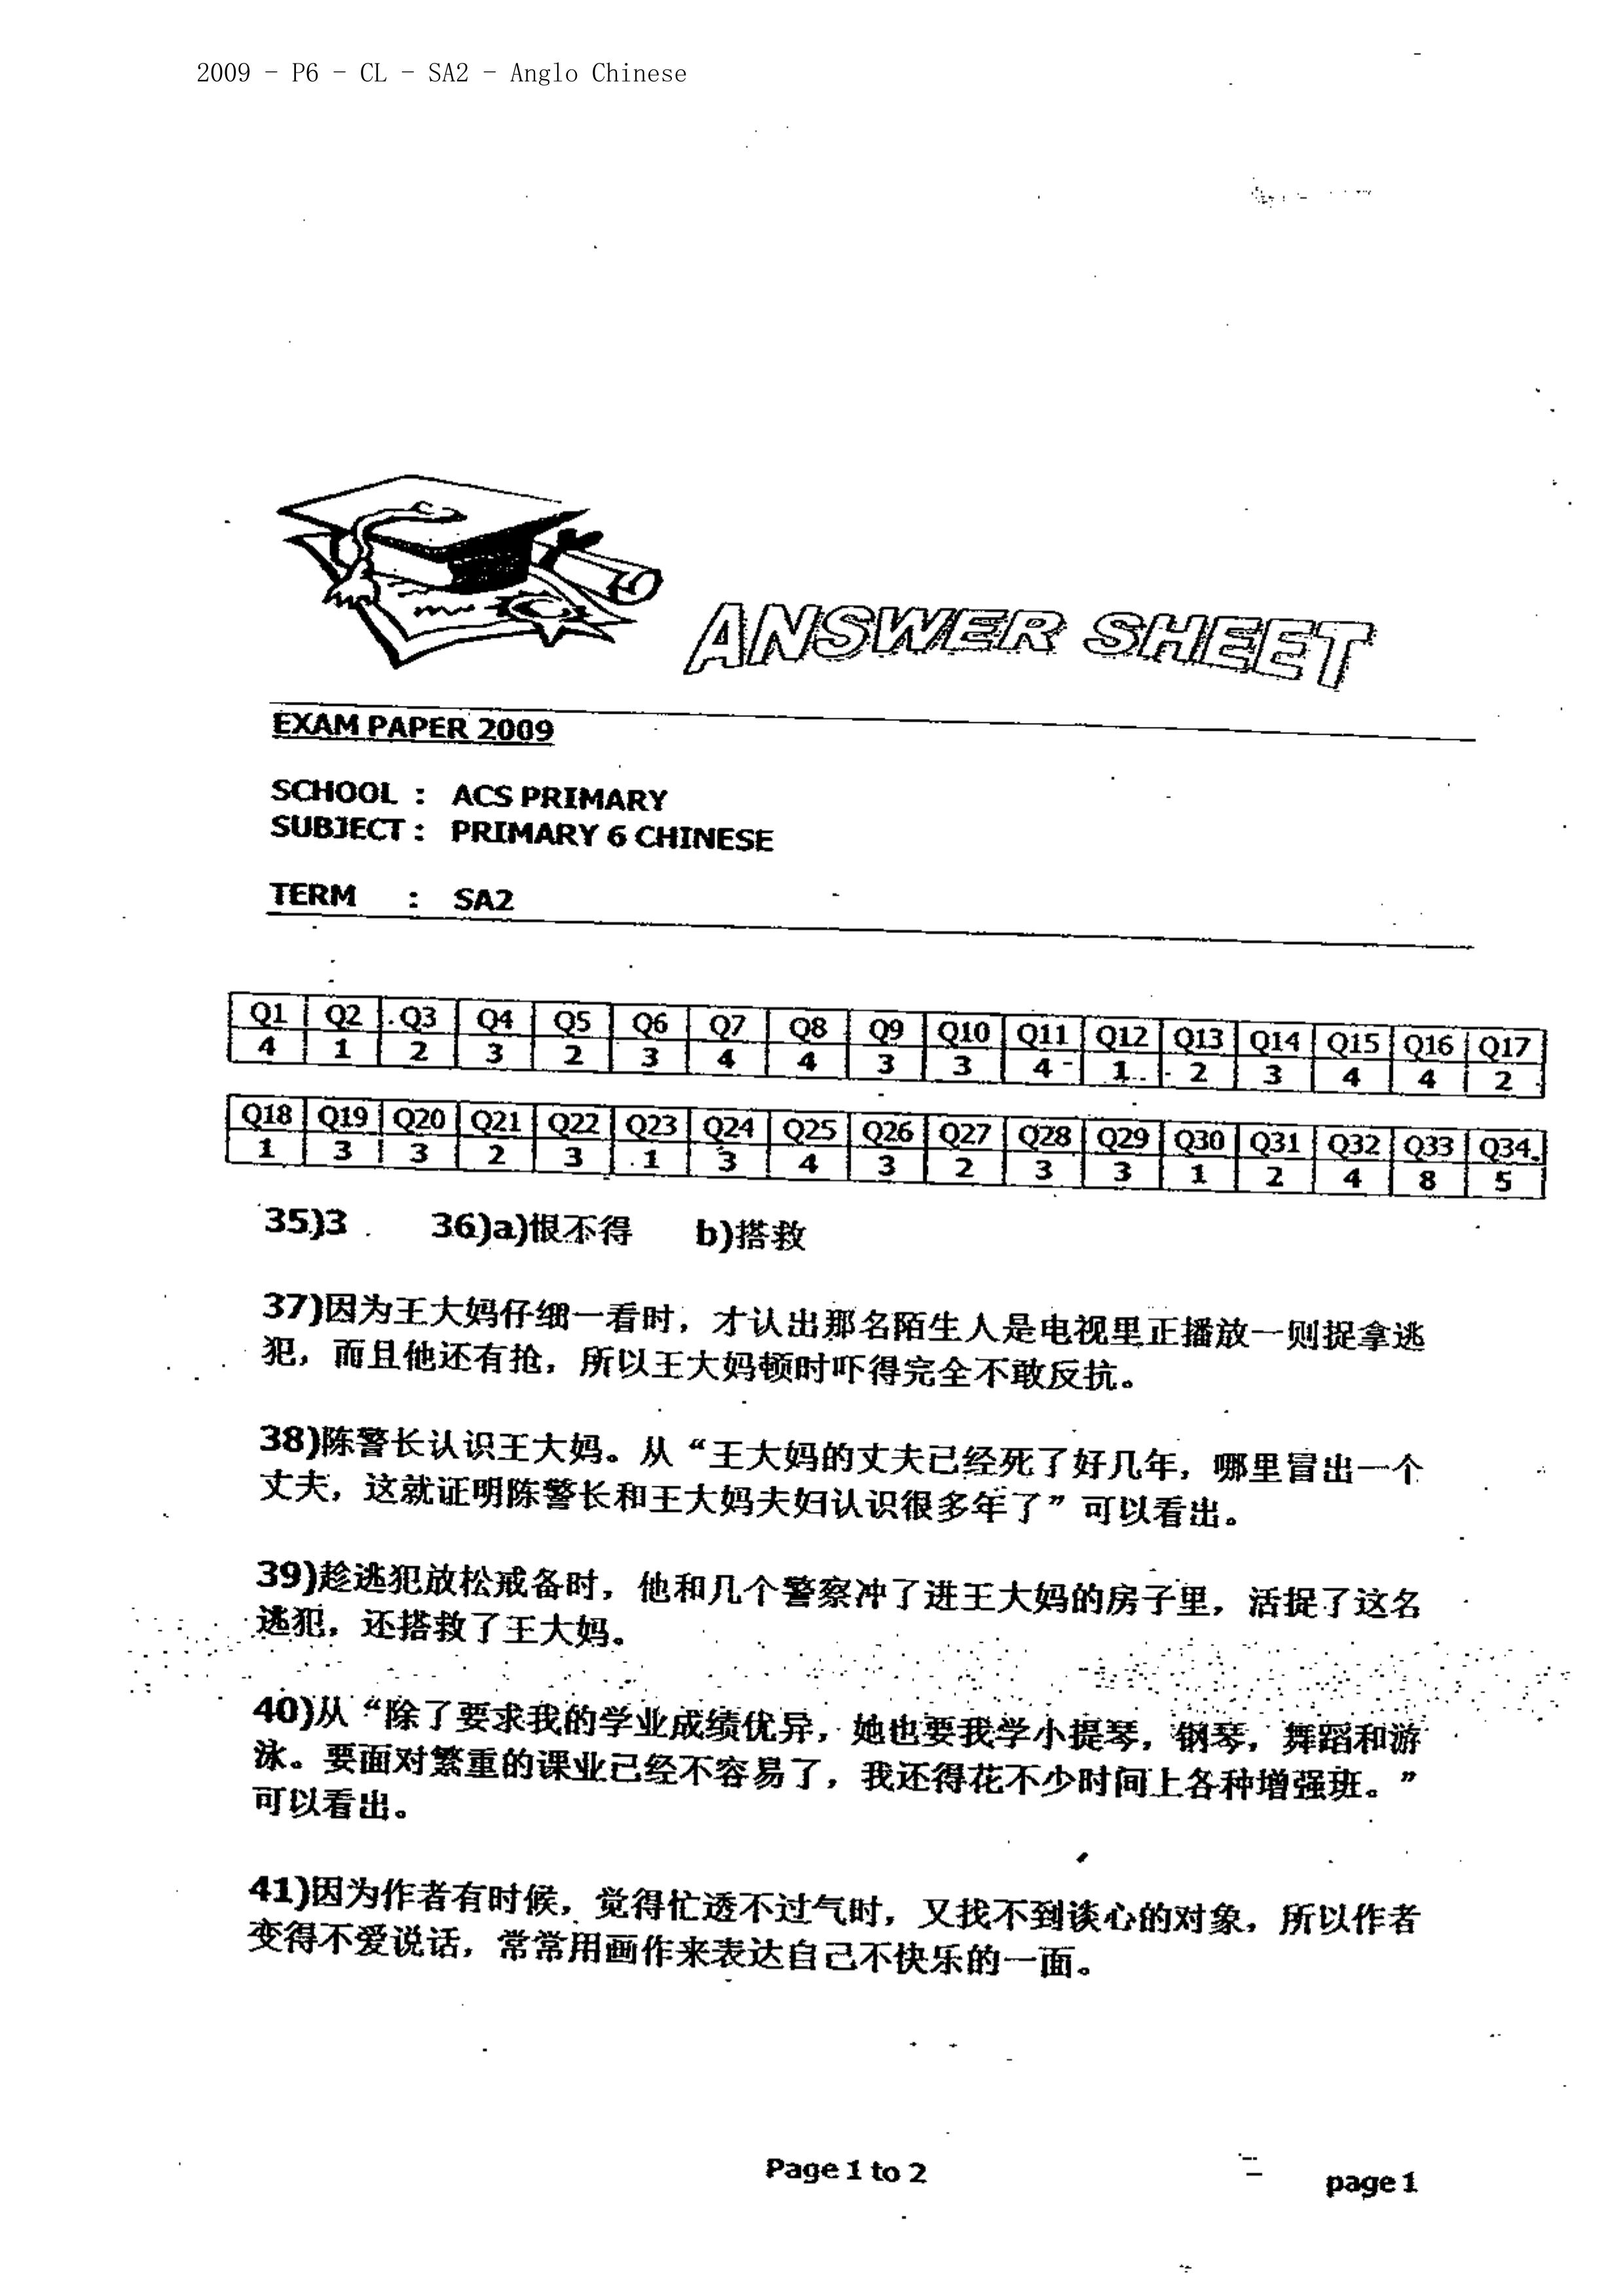 2009 - P6 - CL - SA2 - Anglo Chinese
ANSWER SHEET
EXAM PAPER 2009
SCHOOL : ACS PRIMARY
SUBJECT : PRIMARY 6 CHINESE
TERM : SA2
Q1 Q2 Q3 Q4 Q5 Q6 Q7 Q8 Q9 Q10 Q11 Q12 Q13 Q14 Q15 Q16 Q17
4 1 2 3 2 3 4 4 3 3 4 1 2 3 4 4 2
Q18 Q19 Q20 Q21 Q22 Q23 Q24 Q25 Q26 Q27 Q28 Q29 Q30 Q31 Q32 Q33 Q34
1 3 3 2 3 1 3 4 3 2 3 3 1 2 4 8 5
35)3 36)a)恨不得 b)搭救
37)因为王大妈仔细一看时，才认出那名陌生人是电视里正播放一则捉拿逃
犯，而且他还有抢，所以王大妈顿时吓得完全不敢反抗。
38)陈警长认识王大妈。从“王大妈的丈夫已经死了好几年，哪里冒出一个
丈夫，这就证明陈警长和王大妈夫妇认识很多年了”可以看出。
39)趁逃犯放松戒备时，他和几个警察冲了进王大妈的房子里，活捉了这名
逃犯，还搭救了王大妈。
40)从“除了要求我的学业成绩优异，她也要我学小提琴，钢琴，舞蹈和游
泳。要面对繁重的课业已经不容易了，我还得花不少时间上各种增强班。”
可以看出。
41)因为作者有时候，觉得忙透不过气时，又找不到谈心的对象，所以作者
变得不爱说话，常常用画作来表达自己不快乐的一面。
Page 1 to 2
page 1